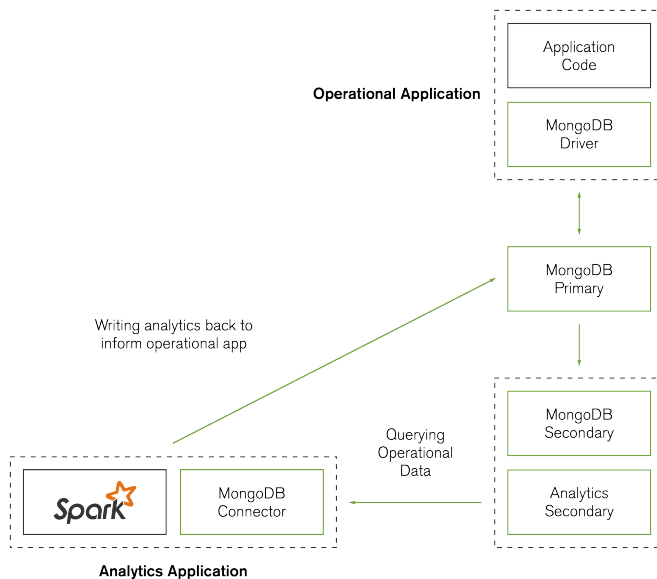 Application
Code
Operational Application
MongoDB
Driver
MongoDB
Primary
Writing analytics back to
inform operational app
MongoDB
Secondary
Querying
Operational
Data
Spark
MongoDB
Connector
Analytics
Secondary
Analytics Application